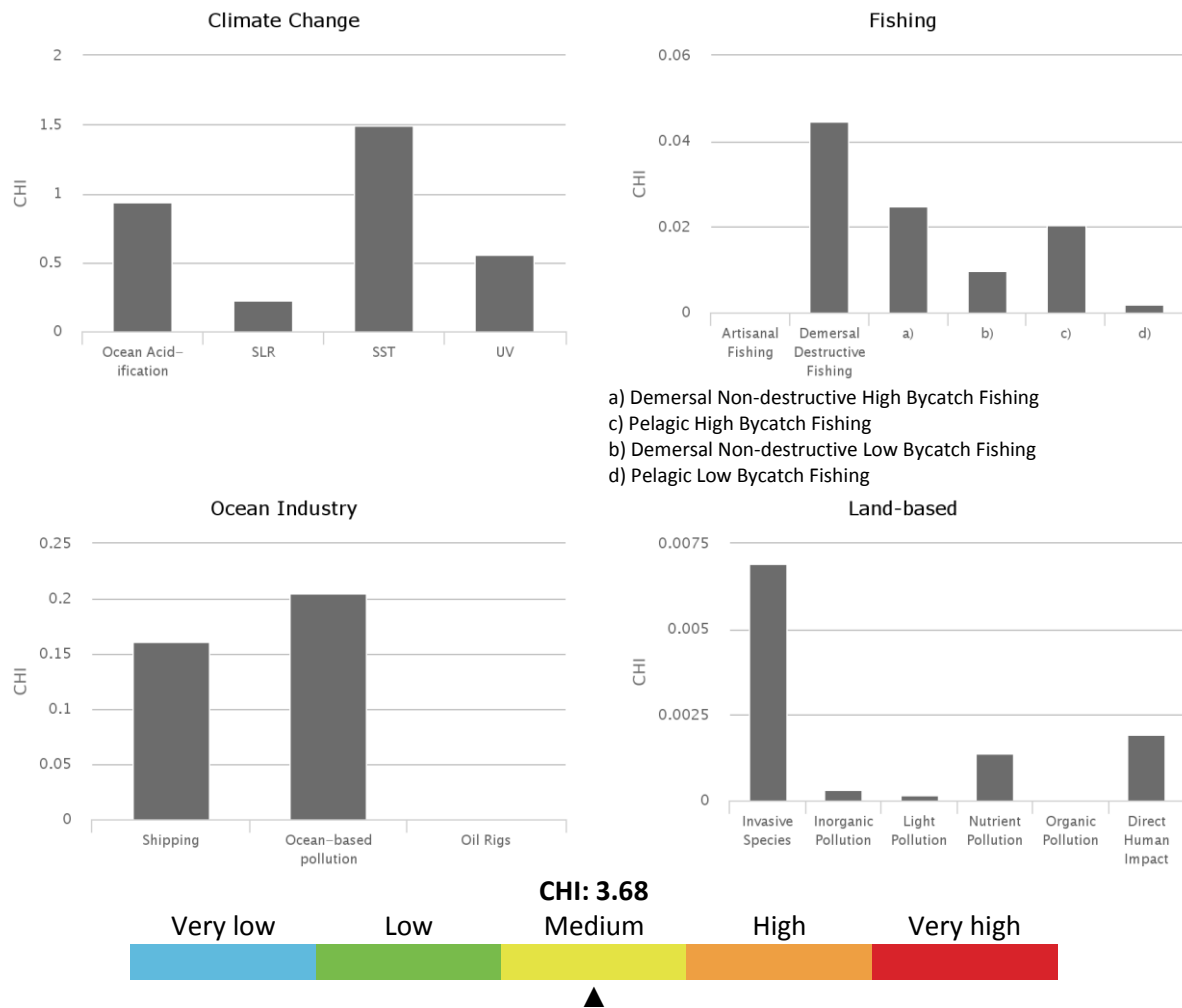 Climate Change
2
1.5
1
0.5
0
CHI
Ocean Acid-
ification
SLR
SST
UV
Fishing
0.06
0.04
0.02
0
CHI
Artisanal
Fishing
Demersal
Destructive
Fishing
a)
b)
c)
d)
a) Demersal Non-destructive High Bycatch Fishing
c) Pelagic High Bycatch Fishing
b) Demersal Non-destructive Low Bycatch Fishing
d) Pelagic Low Bycatch Fishing
Ocean Industry
0.25
0.2
0.15
0.1
0.05
0
CHI
Shipping
Ocean-based
pollution
Oil Rigs
Land-based
0.0075
0.005
0.0025
0
CHI
Invasive
Species
Inorganic
Pollution
Light
Pollution
Nutrient
Pollution
Organic
Pollution
Direct
Human
Impact
CHI: 3.68
Very low
Low
Medium
High
Very high